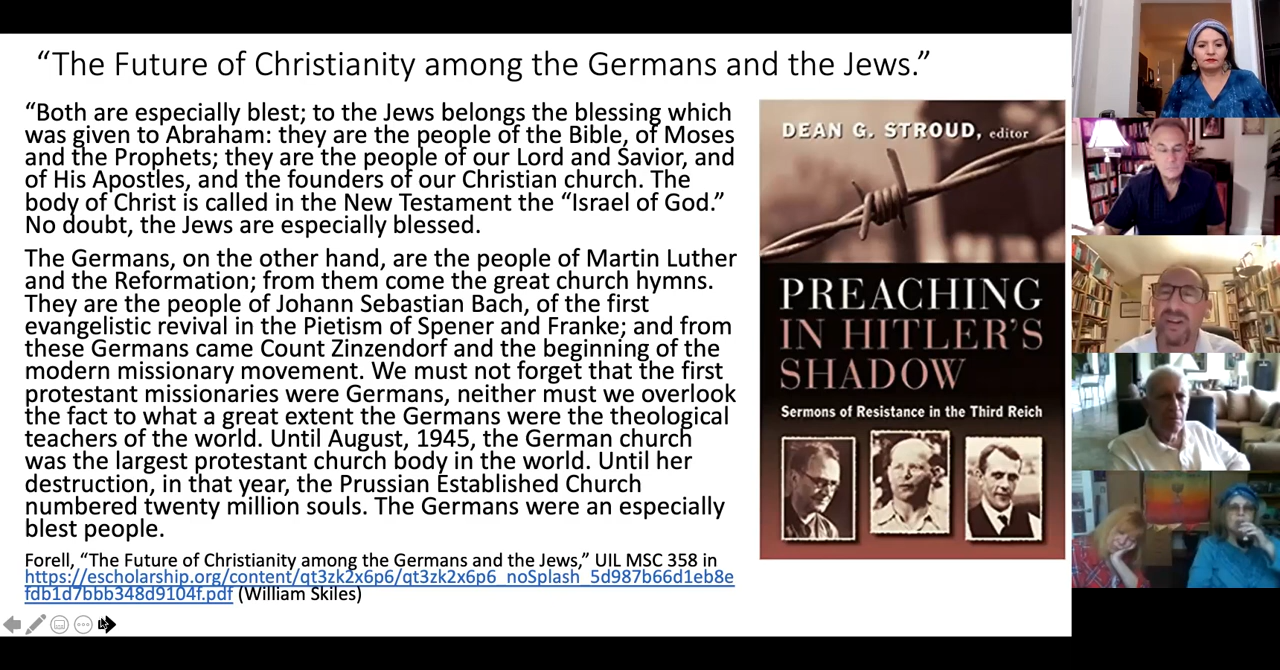 “The Future of Christianity among the Germans and the Jews.”
“Both are especially blest; to the Jews belongs the blessing which
was given to Abraham: they are the people of the Bible, of Moses
and the Prophets; they are the people of our Lord and Savior, and
of His Apostles, and the founders of our Christian church. The
body of Christ is called in the New Testament the “Israel of God.”
No doubt, the Jews are especially blessed.
The Germans, on the other hand, are the people of Martin Luther
and the Reformation; from them come the great church hymns.
They are the people of Johann Sebastian Bach, of the first
evangelistic revival in the Pietism of Spener and Franke; and from
these Germans came Count Zinzendorf and the beginning of the
modern missionary movement. We must not forget that the first
protestant missionaries were Germans, neither must we overlook
the fact to what a great extent the Germans were the theological
teachers of the world. Until August, 1945, the German church
was the largest protestant church body in the world. Until her
destruction, in that year, the Prussian Established Church
numbered twenty million souls. The Germans were an especially
blest people.
Forell, “The Future of Christianity among the Germans and the Jews,” UIL MSC 358 in
https://escholarship.org/content/qt3zk2x6p6/qt3zk2x6p6_noSplash_5d987b66d1eb8e
fdb1d7bbb348d9104f.pdf (William Skiles)
DEAN G. STROUD, editor
PREACHING
IN HITLER'S
SHADOW
Sermons of Resistance in the Third Reich